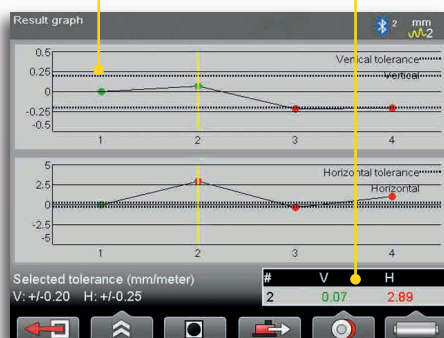 Result graph
2 mm
2
0.5
Vertical tolerance
0.25
Vertical
0
-0.25
-0.5
1 2 3 4
5
Horizontal tolerance
2.5
Horizontal
0
-2.5
-5
1 2 3 4
Selected tolerance (mm/meter)
V: +/-0.20 H: +/-0.25
# V H
2 0.07 2.89